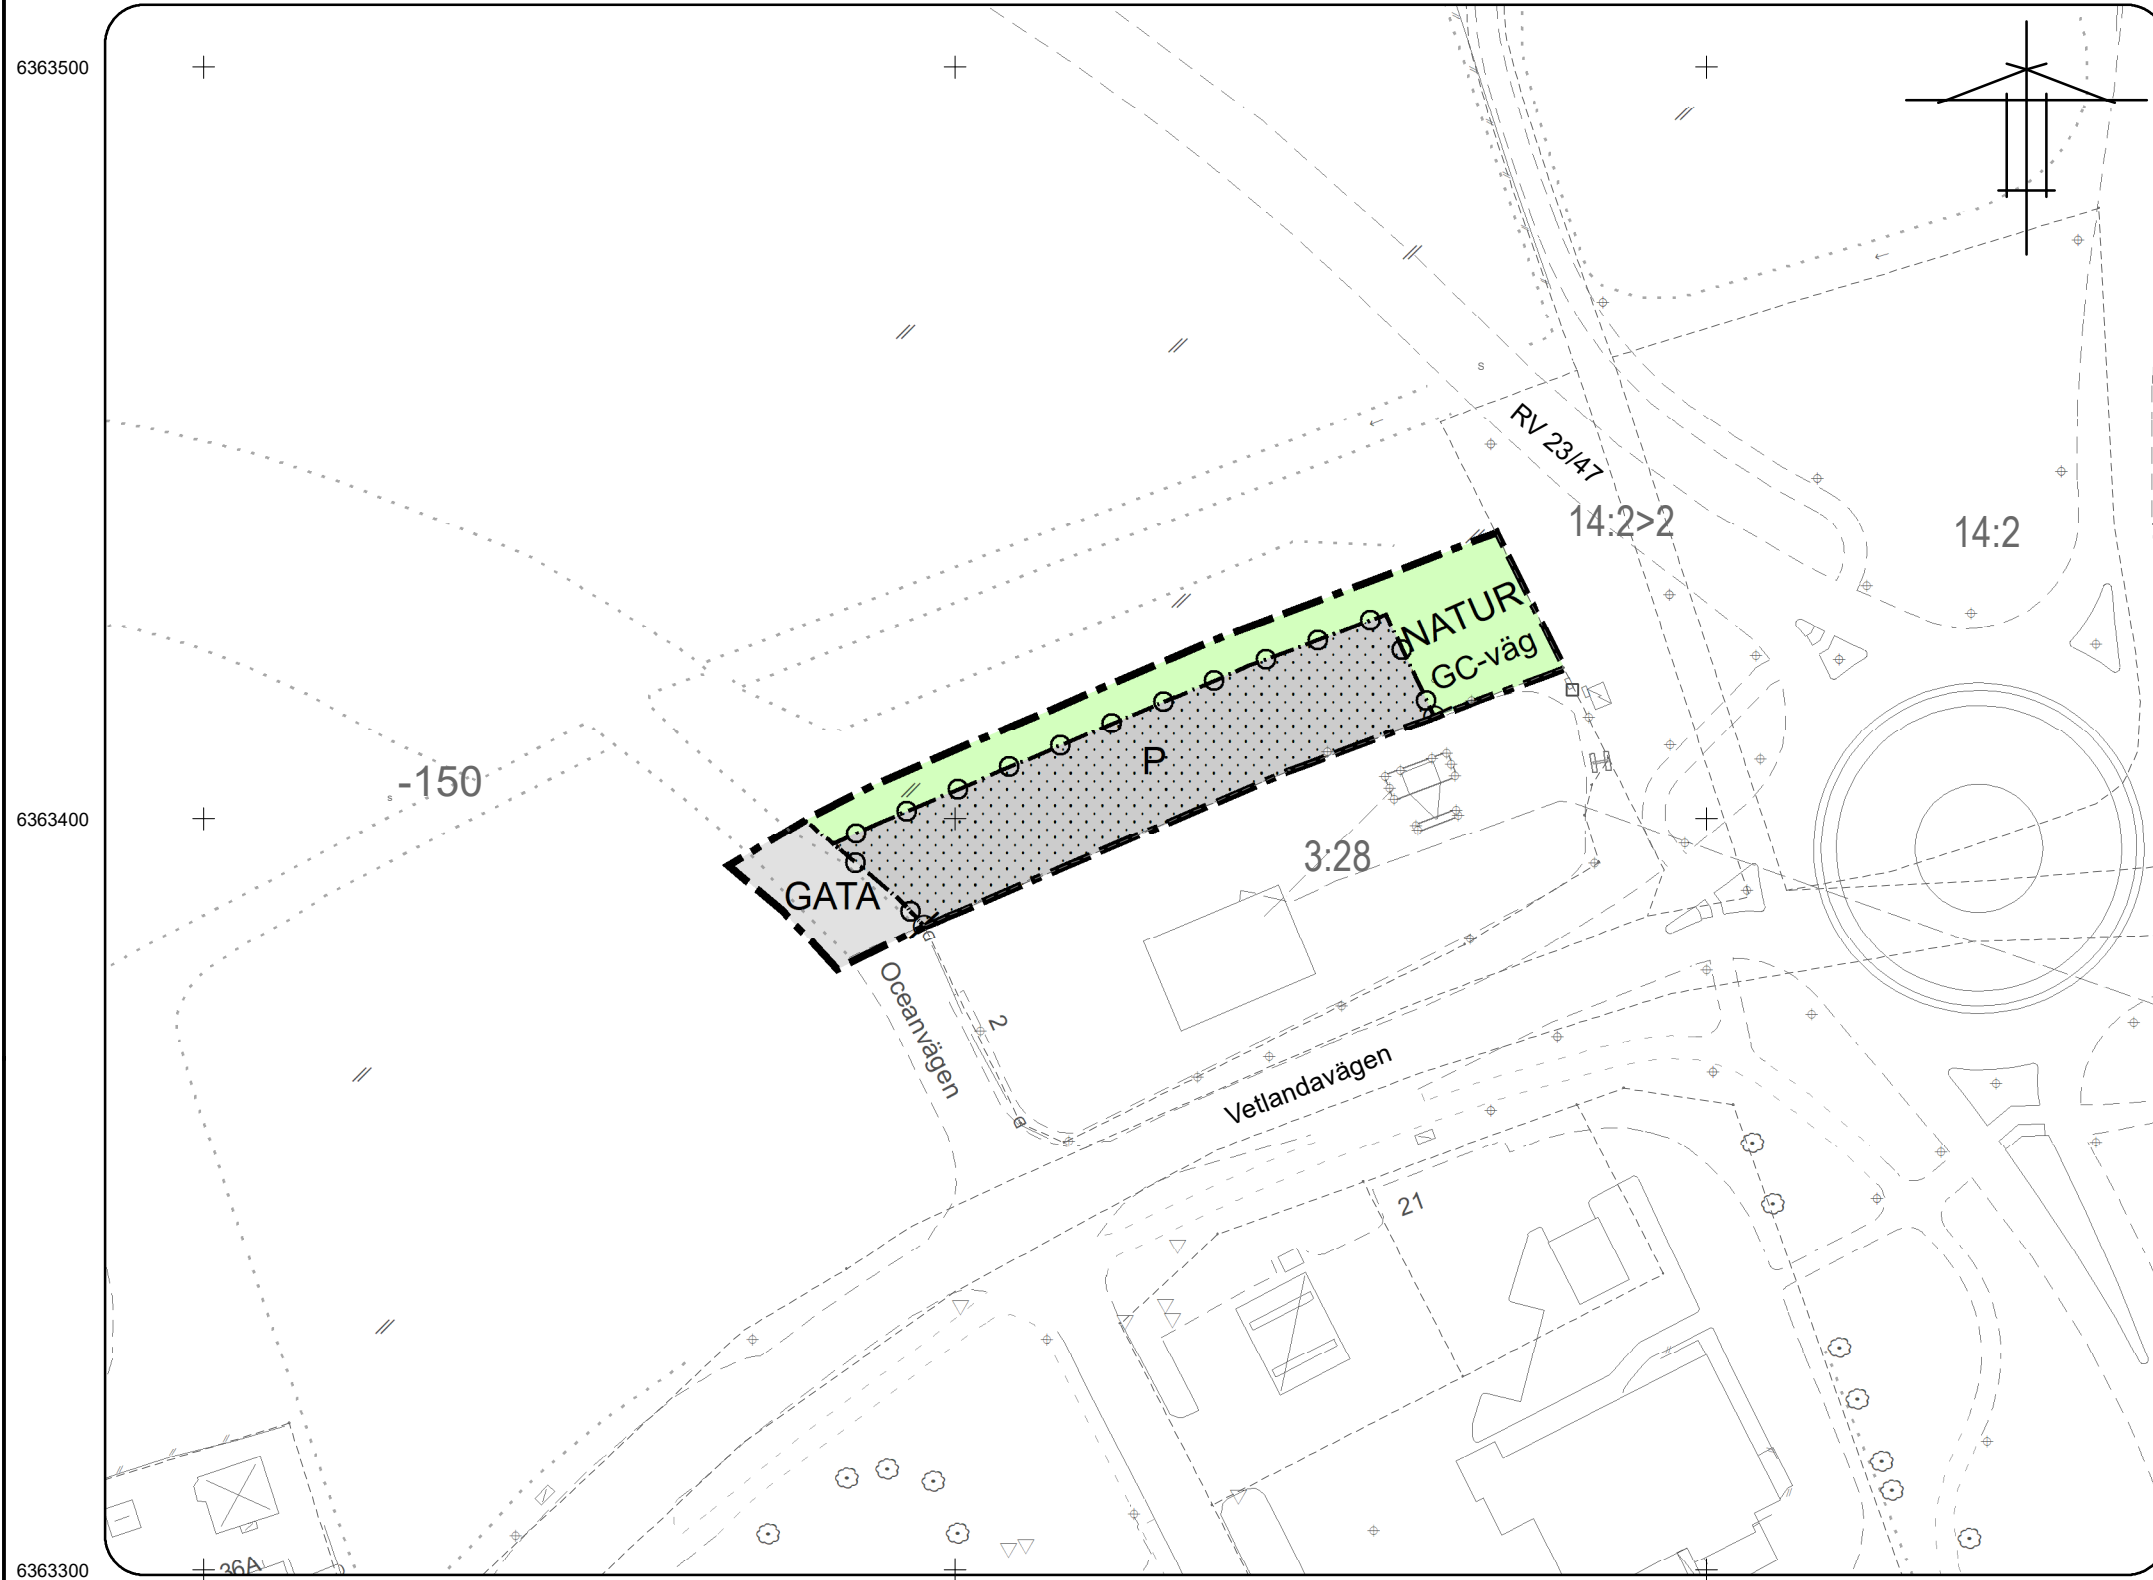 6363500
RV 23/47
14:2>2
14:2
NATUR
GC-väg
P
-150
s
s
6363400
3:28
GATA
Oceanvägen
2
Vetlandavägen
21
36A
6363300